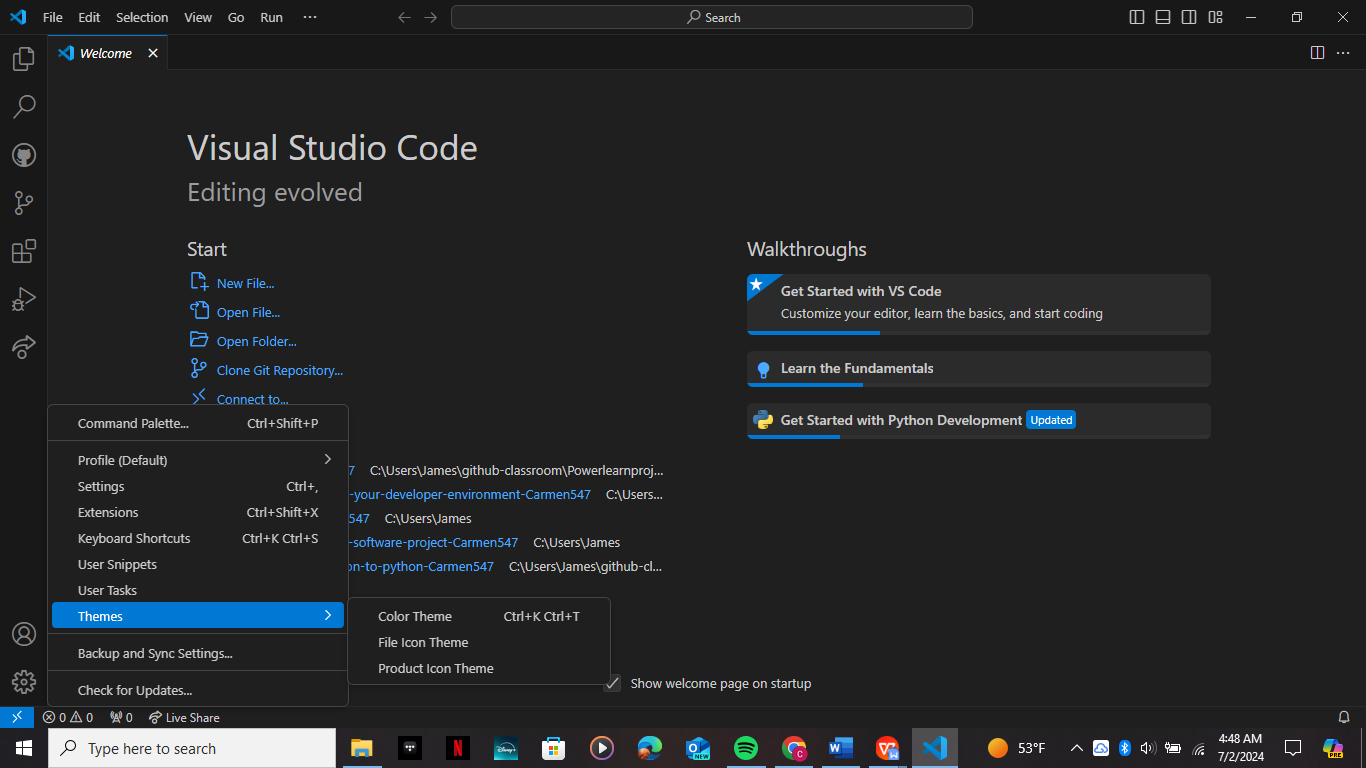 File Edit Selection View Go Run ···
Search
Welcome
Visual Studio Code
Editing evolved
Start
New File...
Open File...
Open Folder...
Clone Git Repository...
Connect to...
Walkthroughs
Get Started with VS Code
Customize your editor, learn the basics, and start coding
Learn the Fundamentals
Get Started with Python Development Updated
47 C:\Users\James\github-classroom\Powerlearnproj...
-your-developer-environment-Carmen547 C:\Users...
547 C:\Users\James
-software-project-Carmen547 C:\Users\James
on-to-python-Carmen547 C:\Users\James\github-cl...
Command Palette... Ctrl+Shift+P
Profile (Default)
Settings Ctrl+,
Extensions Ctrl+Shift+X
Keyboard Shortcuts Ctrl+K Ctrl+S
User Snippets
User Tasks
Themes
Backup and Sync Settings...
Check for Updates...
Color Theme Ctrl+K Ctrl+T
File Icon Theme
Product Icon Theme
Show welcome page on startup
0 0 0 Live Share
Type here to search
53°F
4:48 AM
7/2/2024